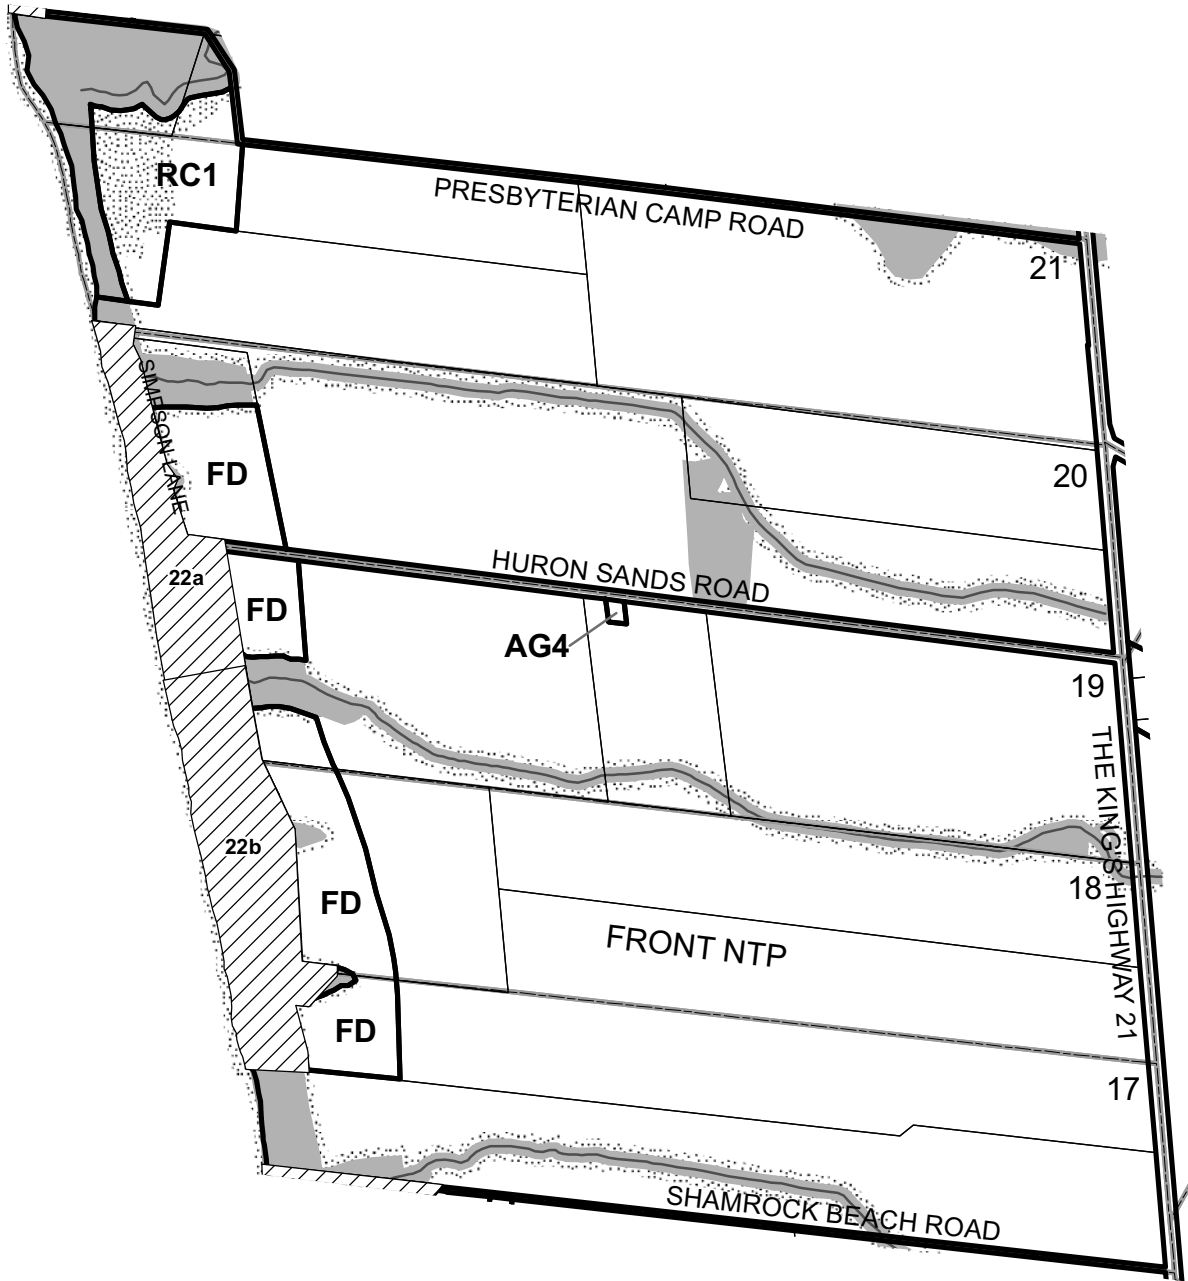 RC1
PRESBYTERIAN CAMP ROAD
21
SIMPSON LANE
FD
20
22a
HURON SANDS ROAD
FD
AG4
19
THE KING'S HIGHWAY 21
22b
18
FD
FRONT NTP
FD
17
SHAMROCK BEACH ROAD